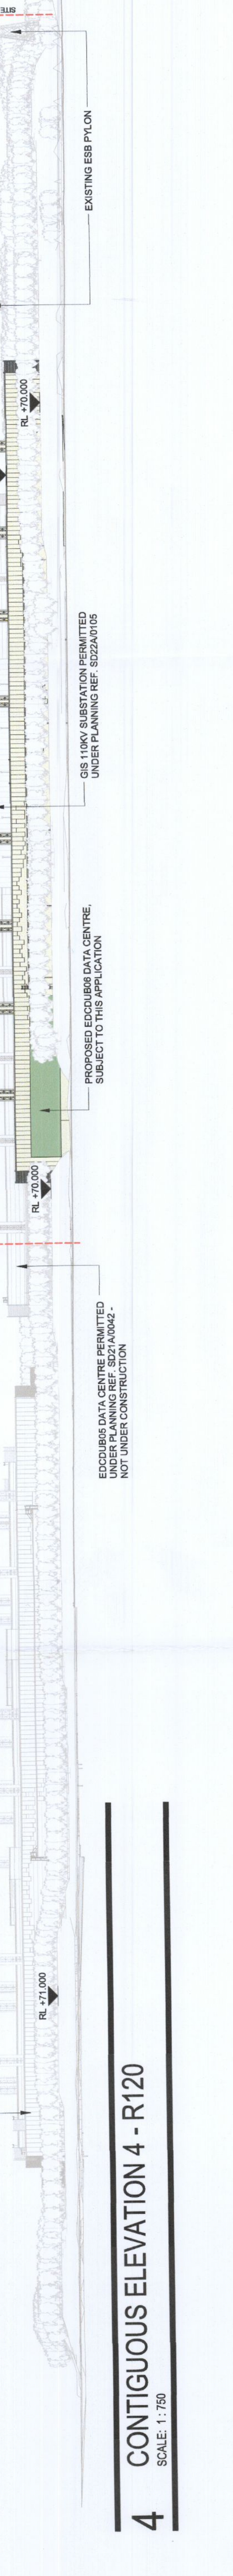 SITE
EXISTING ESB PYLON
RL +70.000
GIS 110KV SUBSTATION PERMITTED
UNDER PLANNING REF. SD22A/0105
PROPOSED EDCDUB06 DATA CENTRE,
SUBJECT TO THIS APPLICATION
RL +70.000
EDCDUB05 DATA CENTRE PERMITTED
UNDER PLANNING REF. SD21A/0042 -
NOT UNDER CONSTRUCTION
RL +71.000
4
CONTIGUOUS ELEVATION 4 - R120
SCALE: 1 : 750